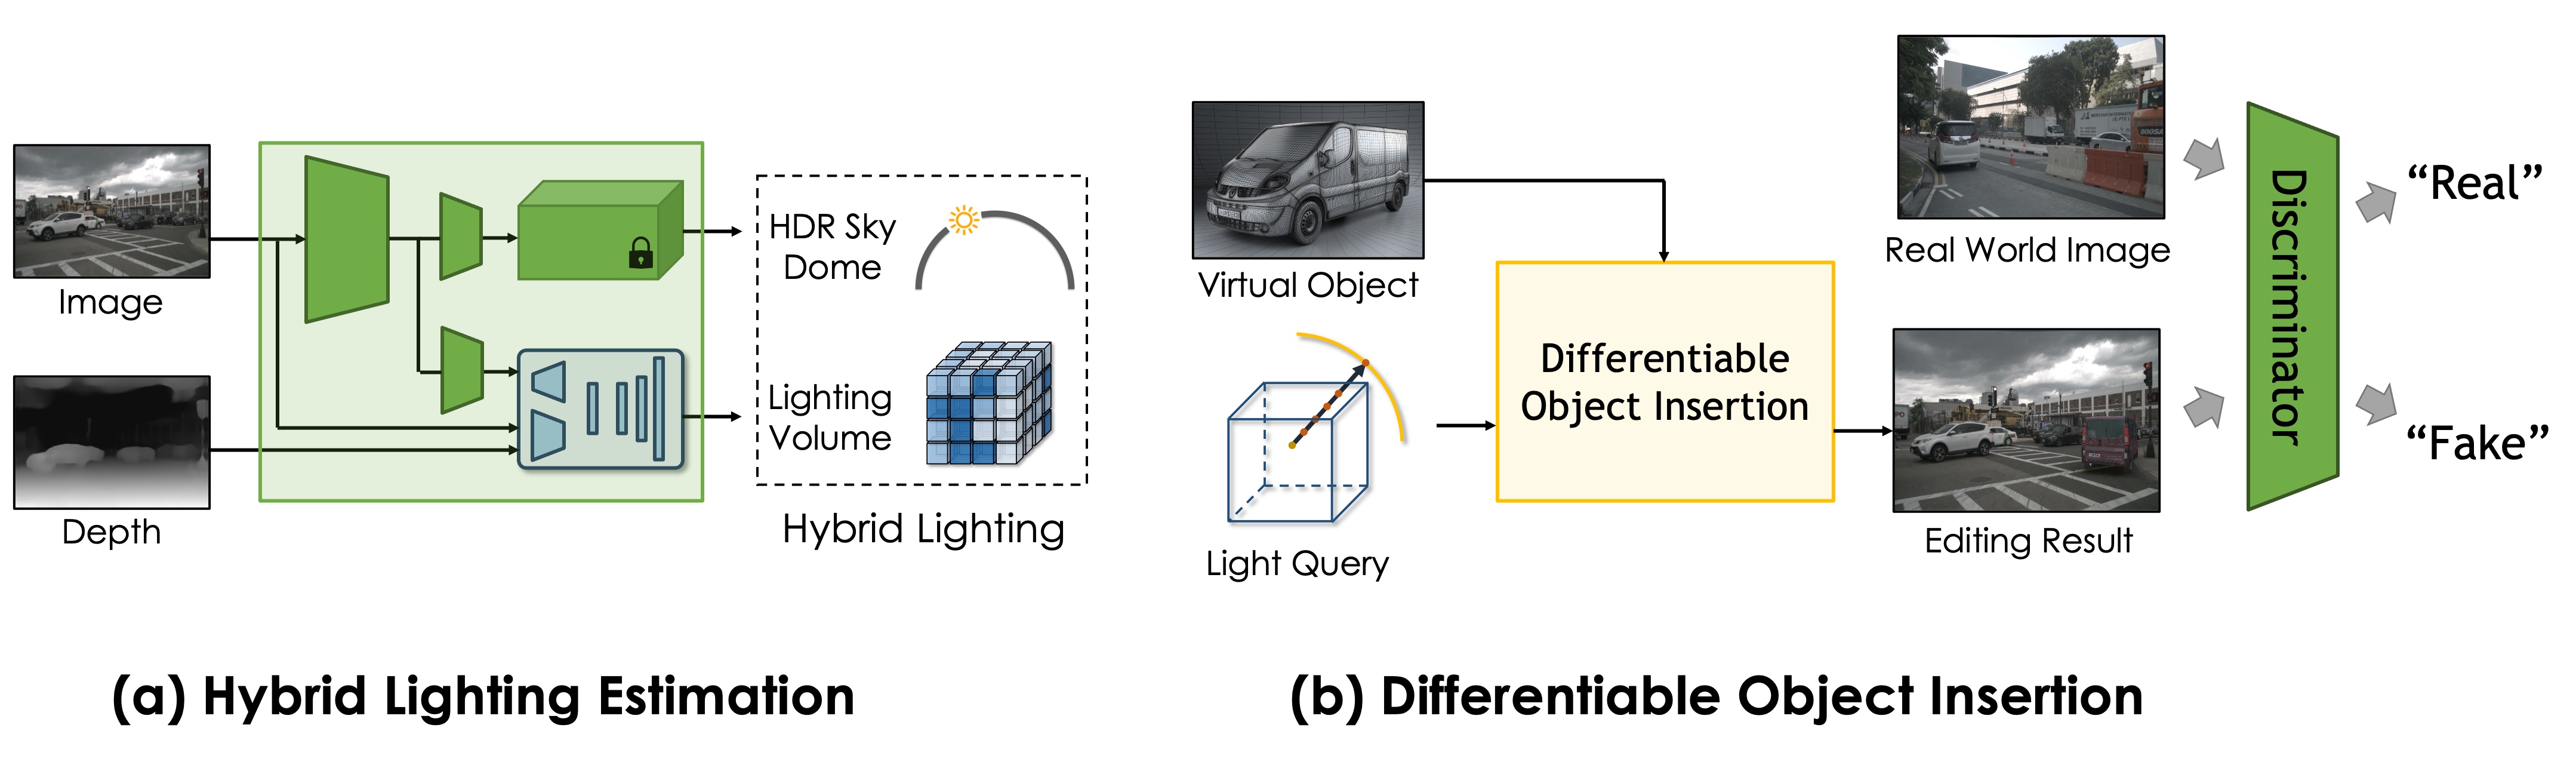 Image
Depth
HDR Sky
Dome
Lighting
Volume
Hybrid Lighting
(a) Hybrid Lighting Estimation
Virtual Object
Light Query
Differentiable
Object Insertion
Real World Image
Editing Result
Discriminator
“Real”
“Fake”
(b) Differentiable Object Insertion